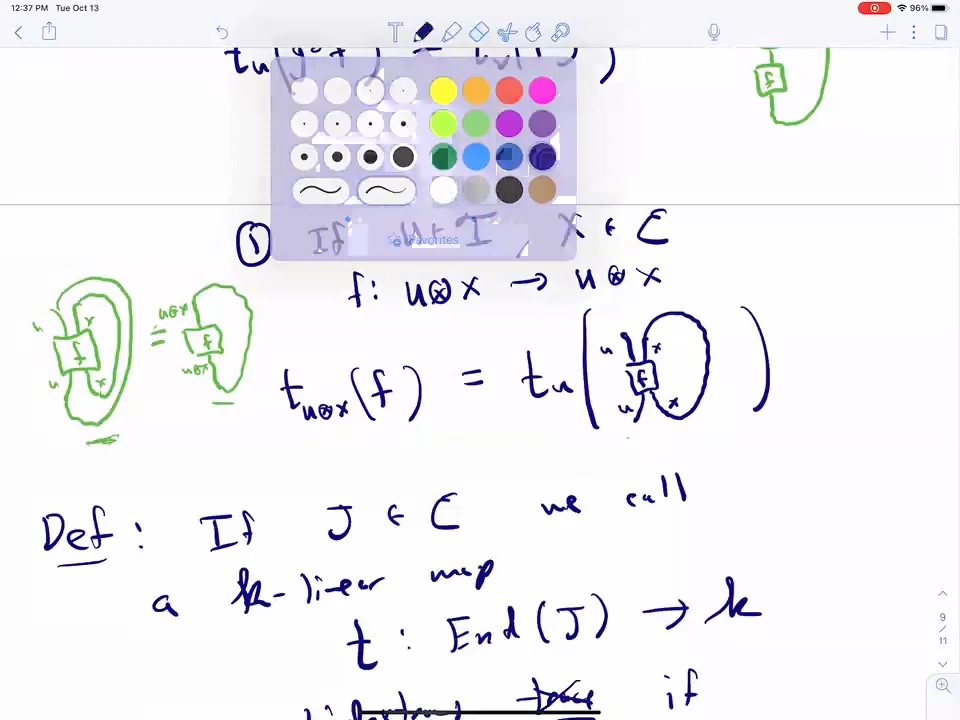 12:37 PM Tue Oct 13
96%
f
① If u ∈ I, X ∈ C
f: u⊗x → u⊗x
u x f u x = u⊗x f u⊗x
t_{u⊗x}(f) = t_u( u x f u x )
Def: If J ∈ C we call
a k-linear map
t: End(J) → k
if
Favorites
9
/
11